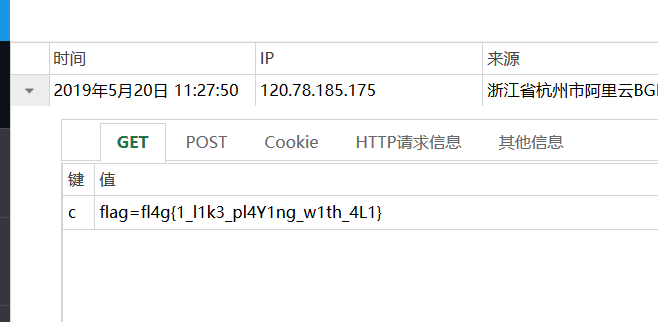 时间 IP 来源
2019年5月20日 11:27:50 120.78.185.175 浙江省杭州市阿里云BG
GET POST Cookie HTTP请求信息 其他信息
键 值
c flag=fl4g{1_l1k3_pl4Y1ng_w1th_4L1}